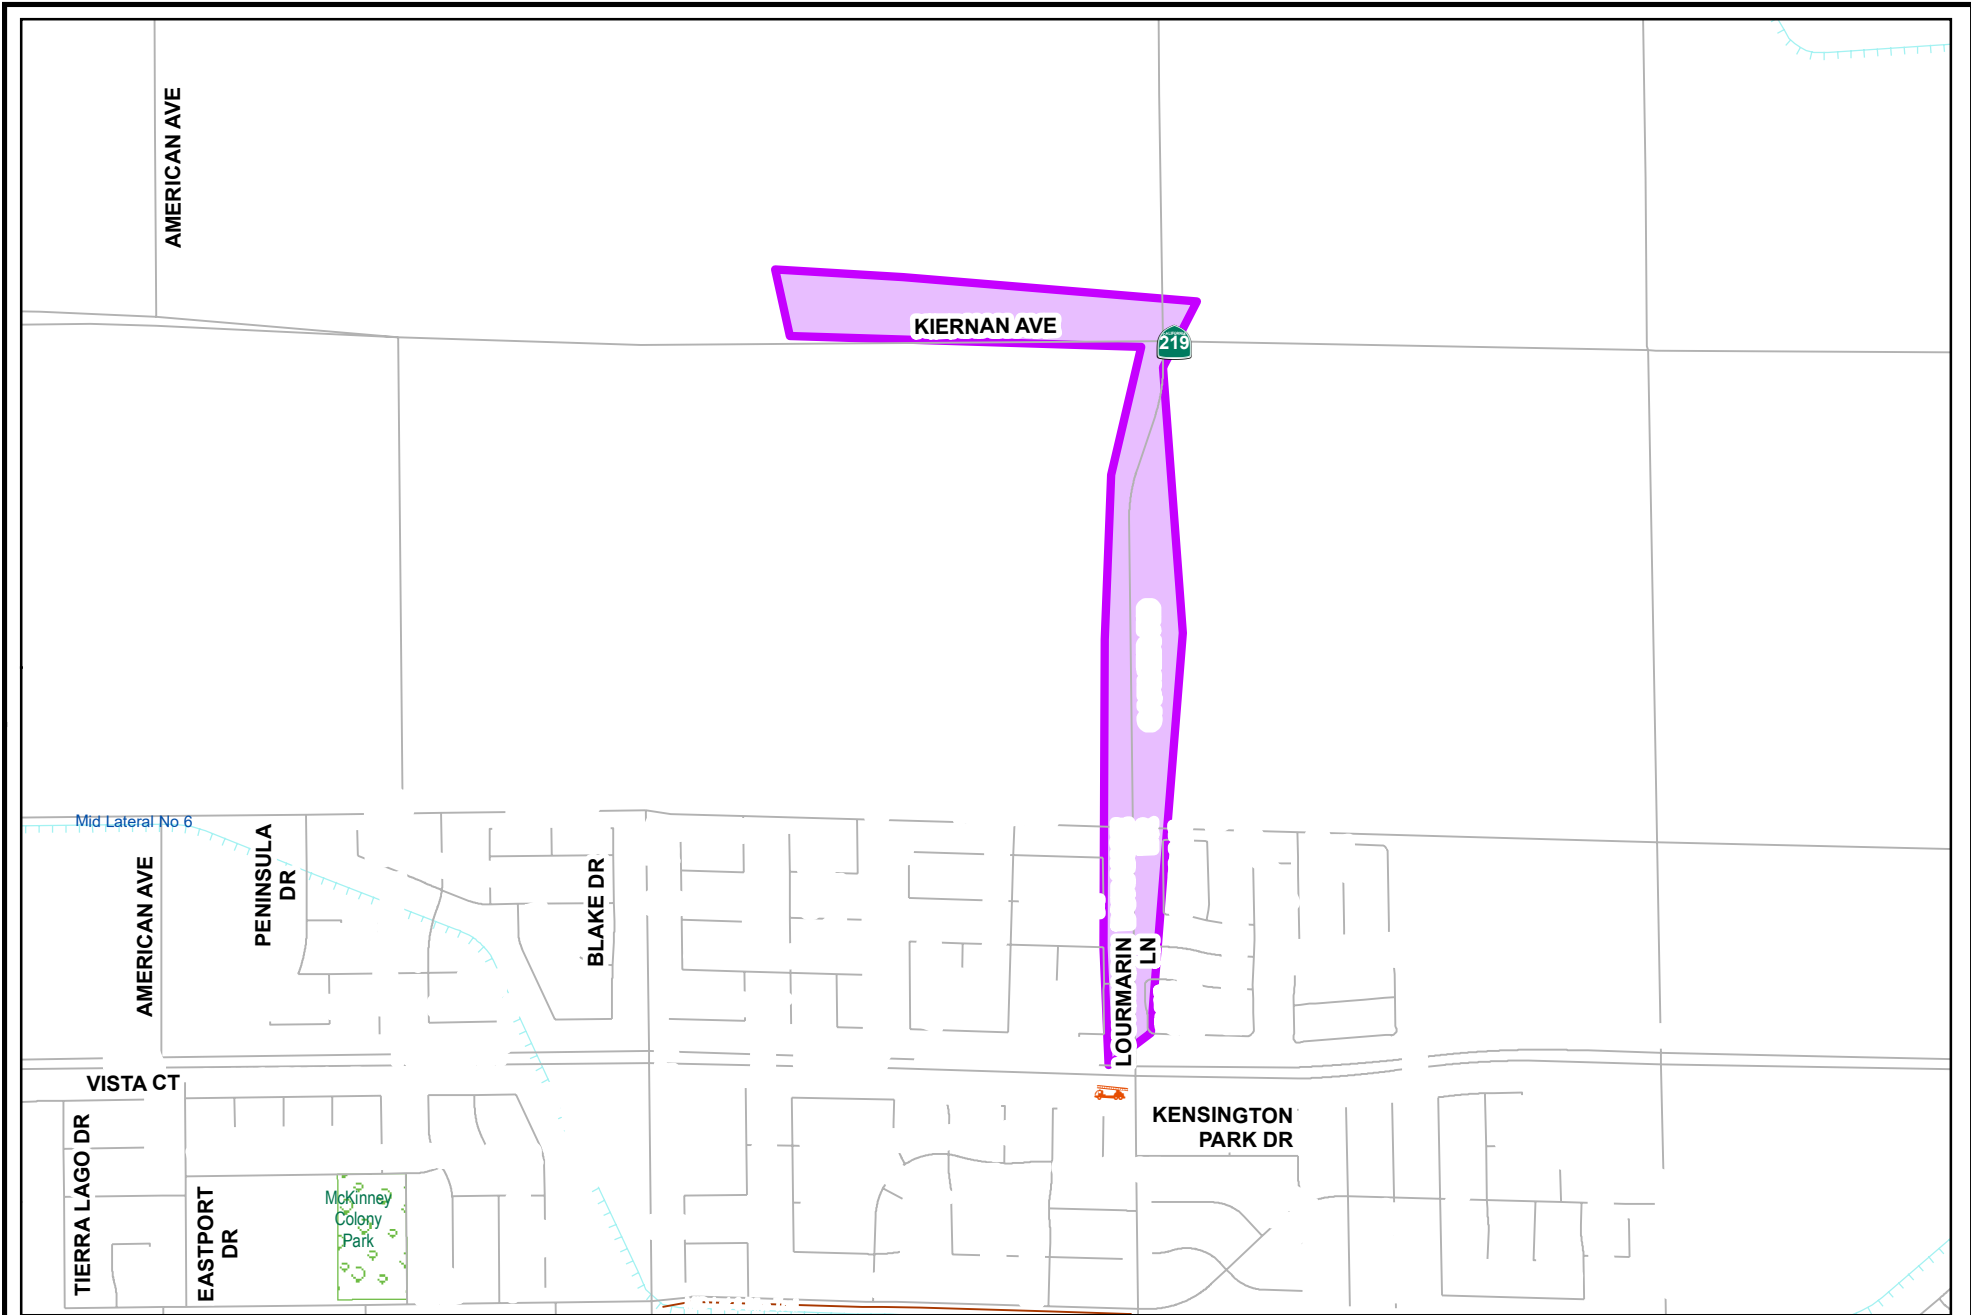 AMERICAN AVE
KIERNAN AVE
CALIFORNIA
219
Mid Lateral No 6
PENINSULA
DR
AMERICAN AVE
BLAKE DR
LOURMARIN
LN
VISTA CT
KENSINGTON
PARK DR
TIERRA LAGO DR
EASTPORT
DR
McKinney
Colony
Park